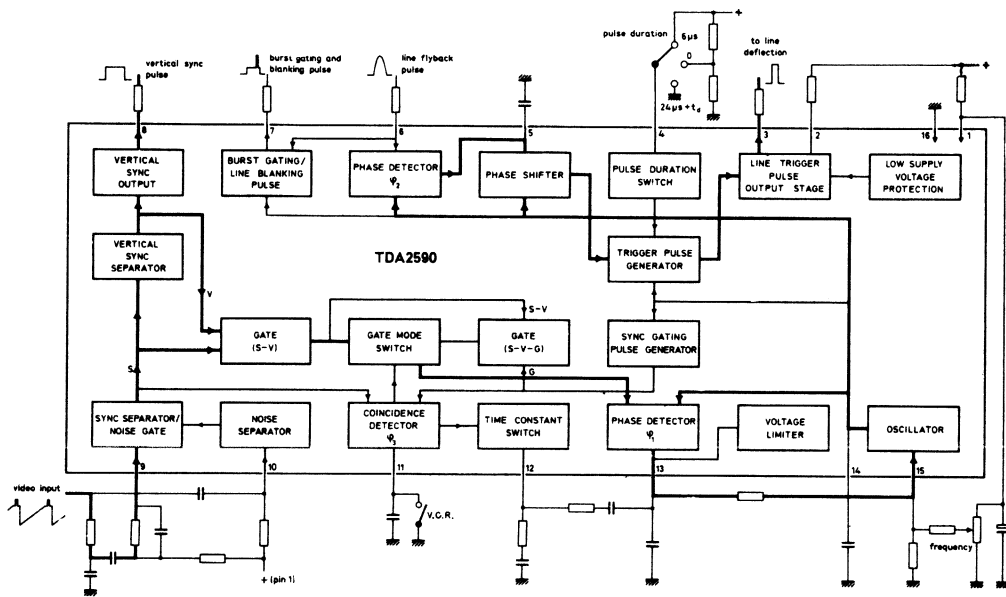 pulse duration
6µs
0
24µs + t_d
+
to line
deflection
+
vertical sync
pulse
burst gating and
blanking pulse
line flyback
pulse
8
7
6
5
4
3
2
16
1
VERTICAL
SYNC
OUTPUT
BURST GATING/
LINE BLANKING
PULSE
PHASE DETECTOR
φ2
PHASE SHIFTER
PULSE DURATION
SWITCH
LINE TRIGGER
PULSE
OUTPUT STAGE
LOW SUPPLY
VOLTAGE
PROTECTION
VERTICAL
SYNC
SEPARATOR
TDA2590
TRIGGER PULSE
GENERATOR
V
S-V
GATE
(S-V)
GATE MODE
SWITCH
GATE
(S-V-G)
SYNC GATING
PULSE GENERATOR
S
G
SYNC SEPARATOR/
NOISE GATE
NOISE
SEPARATOR
COINCIDENCE
DETECTOR
φ3
TIME CONSTANT
SWITCH
PHASE DETECTOR
φ1
VOLTAGE
LIMITER
OSCILLATOR
9
10
11
12
13
14
15
video input
V.C.R.
frequency
+ (pin 1)